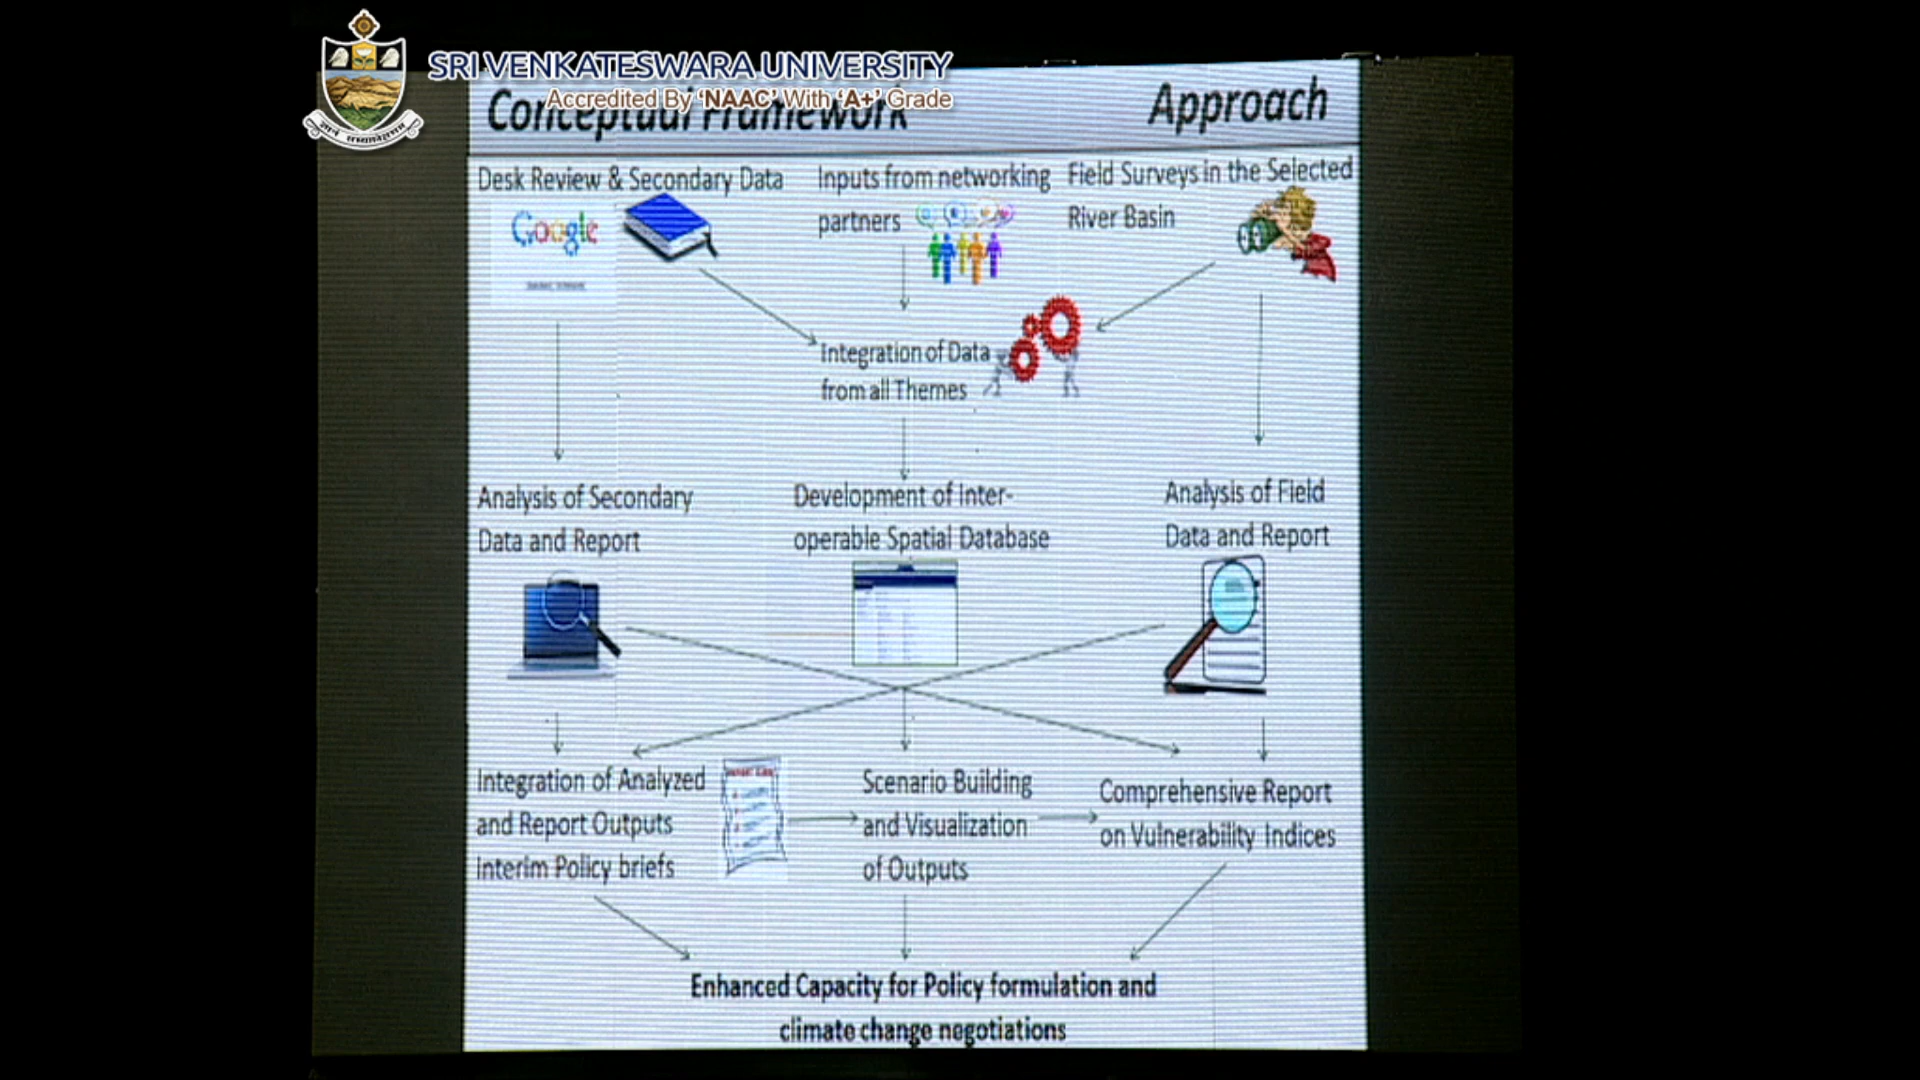 SRI VENKATESWARA UNIVERSITY
Accredited By 'NAAC' With 'A+' Grade
Conceptual Framework
Approach
Desk Review & Secondary Data
Inputs from networking
partners
Field Surveys in the Selected
River Basin
Google
Integration of Data
from all Themes
Analysis of Secondary
Data and Report
Development of Inter-
operable Spatial Database
Analysis of Field
Data and Report
Integration of Analyzed
and Report Outputs
Interim Policy briefs
Scenario Building
and Visualization
of Outputs
Comprehensive Report
on Vulnerability Indices
Enhanced Capacity for Policy formulation and
climate change negotiations